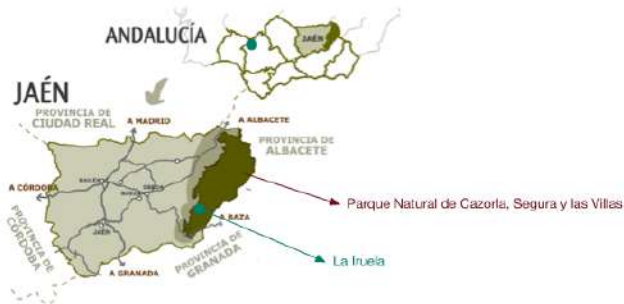 ANDALUCÍA
JAÉN
JAÉN
PROVINCIA DE
CIUDAD REAL
A MADRID
A ALBACETE
PROVINCIA DE
ALBACETE
A CÓRDOBA
PROVINCIA DE
CÓRDOBA
JAÉN
A BAZA
PROVINCIA DE
GRANADA
A GRANADA
Parque Natural de Cazorla, Segura y las Villas
La Iruela